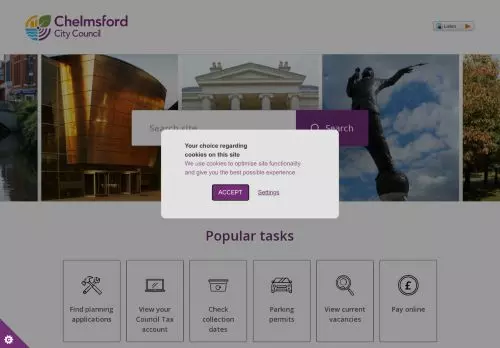 Chelmsford
City Council
Listen
Search site
Search
Your choice regarding
cookies on this site
We use cookies to optimise site functionality
and give you the best possible experience.
ACCEPT
Settings
Popular tasks
Find planning
applications
View your
Council Tax
account
Check
collection
dates
Parking
permits
View current
vacancies
Pay online